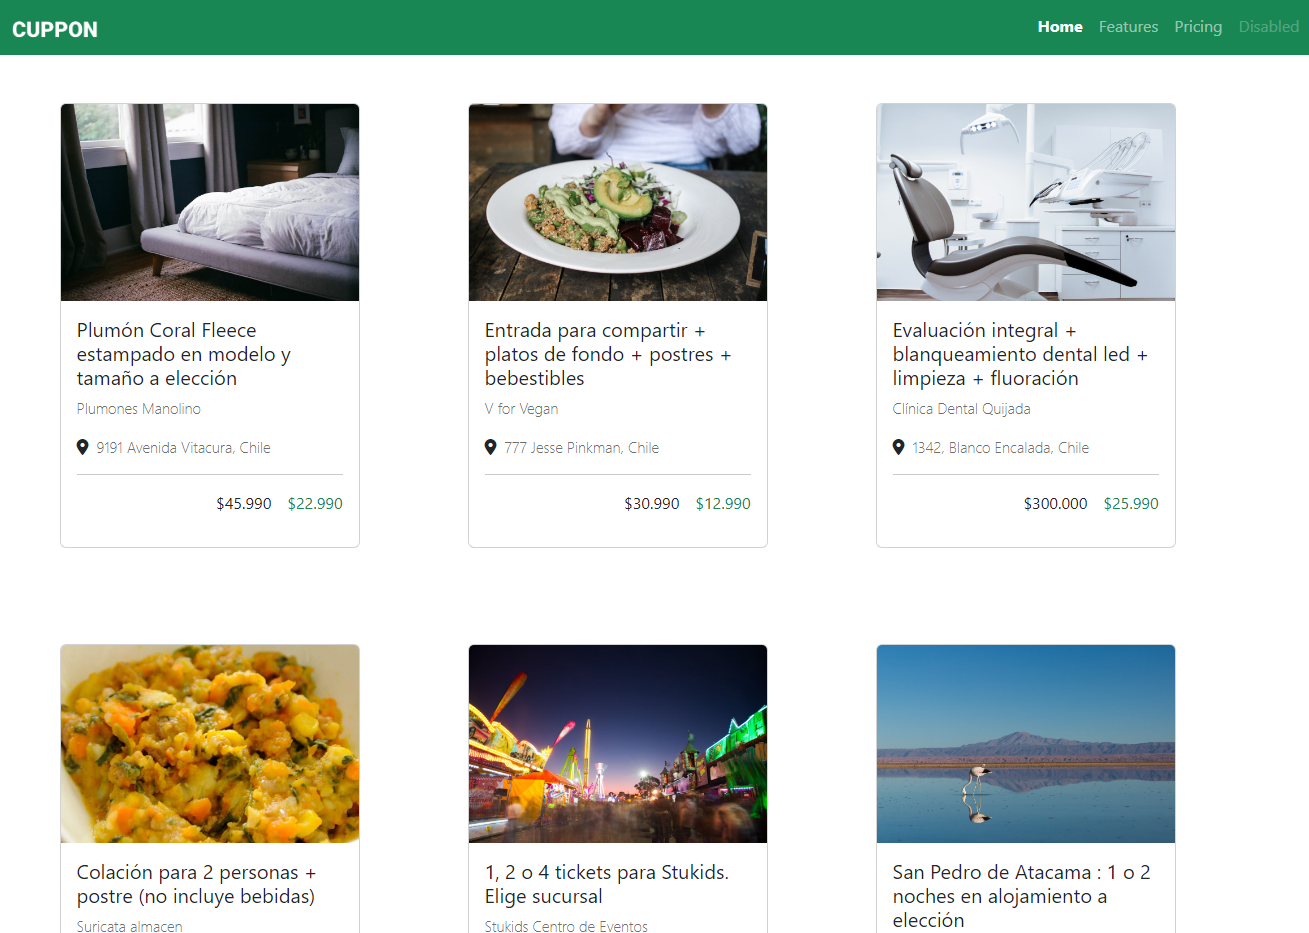 CUPPON
Home Features Pricing Disabled
Plumón Coral Fleece
estampado en modelo y
tamaño a elección
Plumones Manolino
9191 Avenida Vitacura, Chile
$45.990 $22.990
Entrada para compartir +
platos de fondo + postres +
bebestibles
V for Vegan
777 Jesse Pinkman, Chile
$30.990 $12.990
Evaluación integral +
blanqueamiento dental led +
limpieza + fluoración
Clínica Dental Quijada
1342, Blanco Encalada, Chile
$300.000 $25.990
Colación para 2 personas +
postre (no incluye bebidas)
Suricata almacen
1, 2 o 4 tickets para Stukids.
Elige sucursal
Stukids Centro de Eventos
San Pedro de Atacama : 1 o 2
noches en alojamiento a
elección